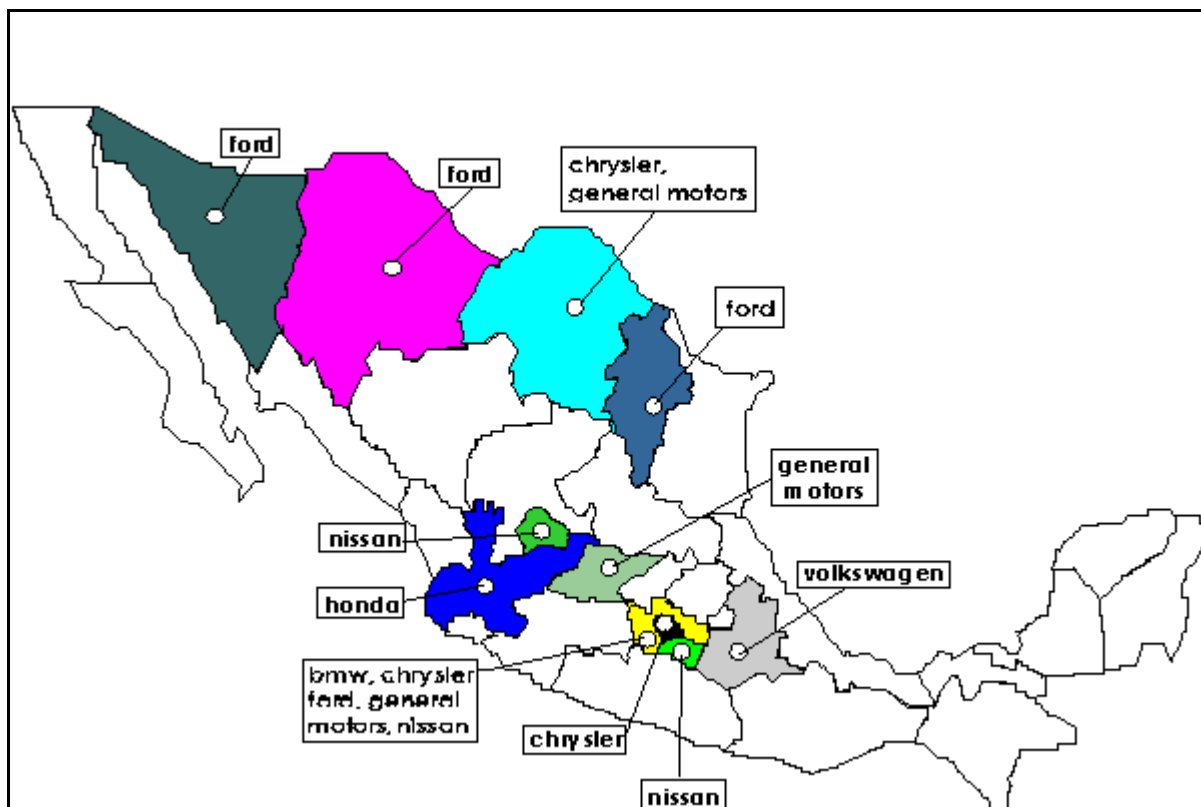 ford
ford
chrysler,
general motors
ford
general
motors
nissan
volkswagen
honda
bmw, chrysler
ford, general
motors, nissan
chrysler
nissan